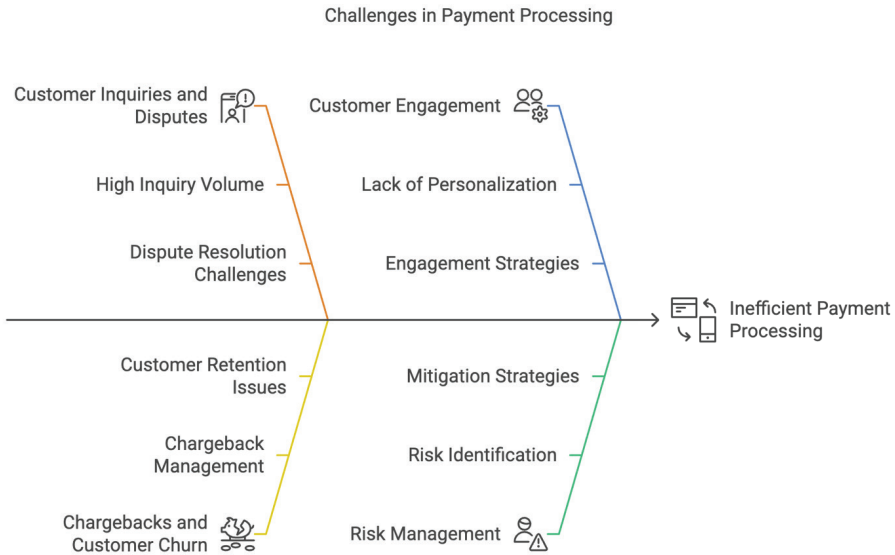 Challenges in Payment Processing
Customer Inquiries and
Disputes
High Inquiry Volume
Dispute Resolution
Challenges
Customer Engagement
Lack of Personalization
Engagement Strategies
Inefficient Payment
Processing
Customer Retention
Issues
Chargeback
Management
Chargebacks and
Customer Churn
Mitigation Strategies
Risk Identification
Risk Management